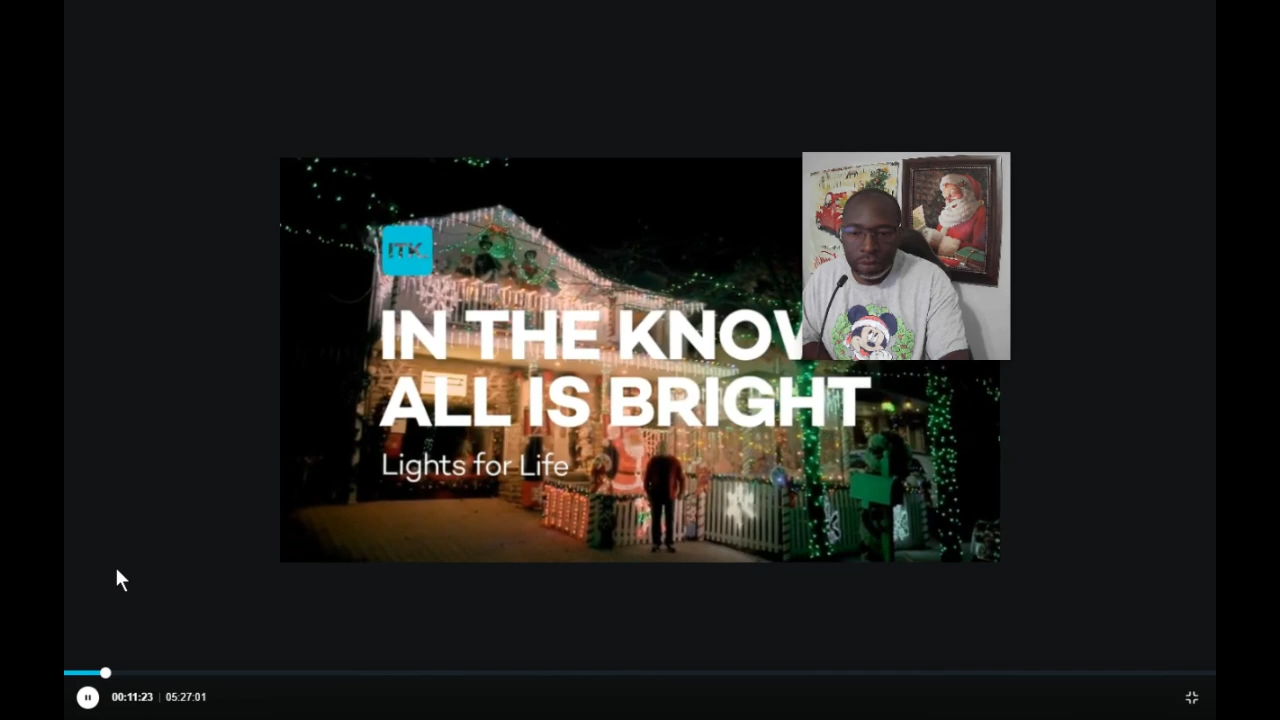 ITK.
IN THE KNOW
ALL IS BRIGHT
Lights for Life
00:11:23 | 05:27:01